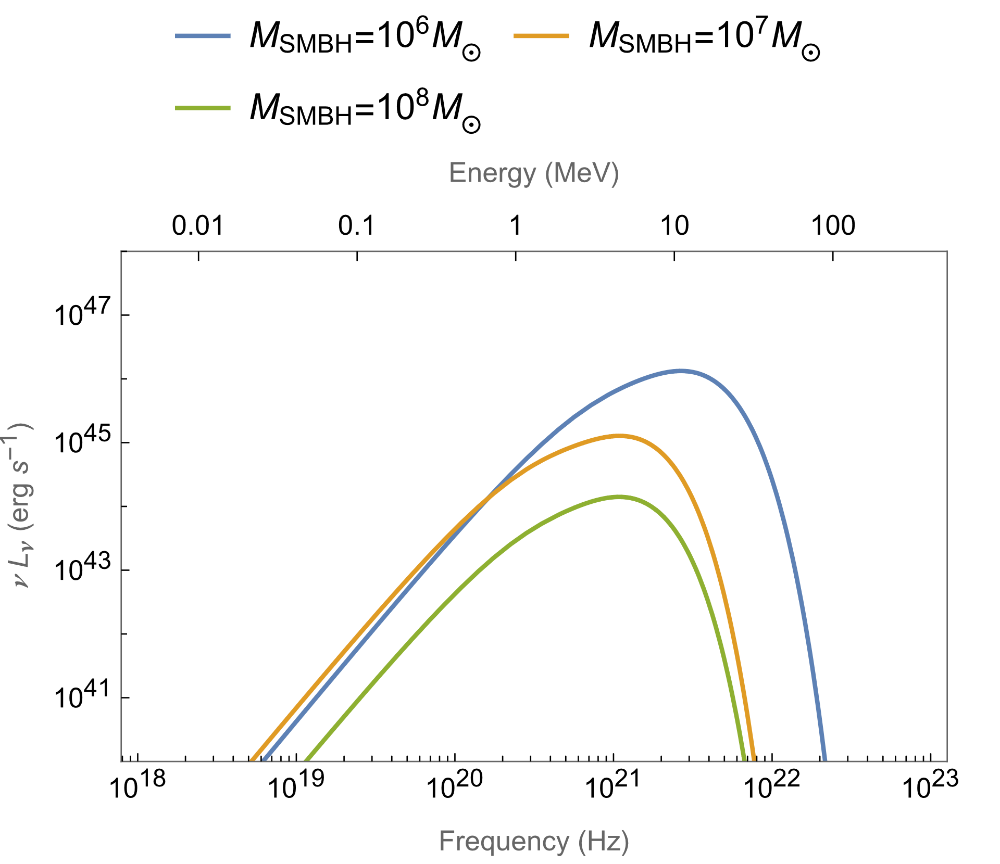 M_SMBH=10^6 M_⊙ M_SMBH=10^7 M_⊙
M_SMBH=10^8 M_⊙
Energy (MeV)
0.01 0.1 1 10 100
10^47
10^45
10^43
10^41
ν L_ν (erg s^−1)
10^18 10^19 10^20 10^21 10^22 10^23
Frequency (Hz)